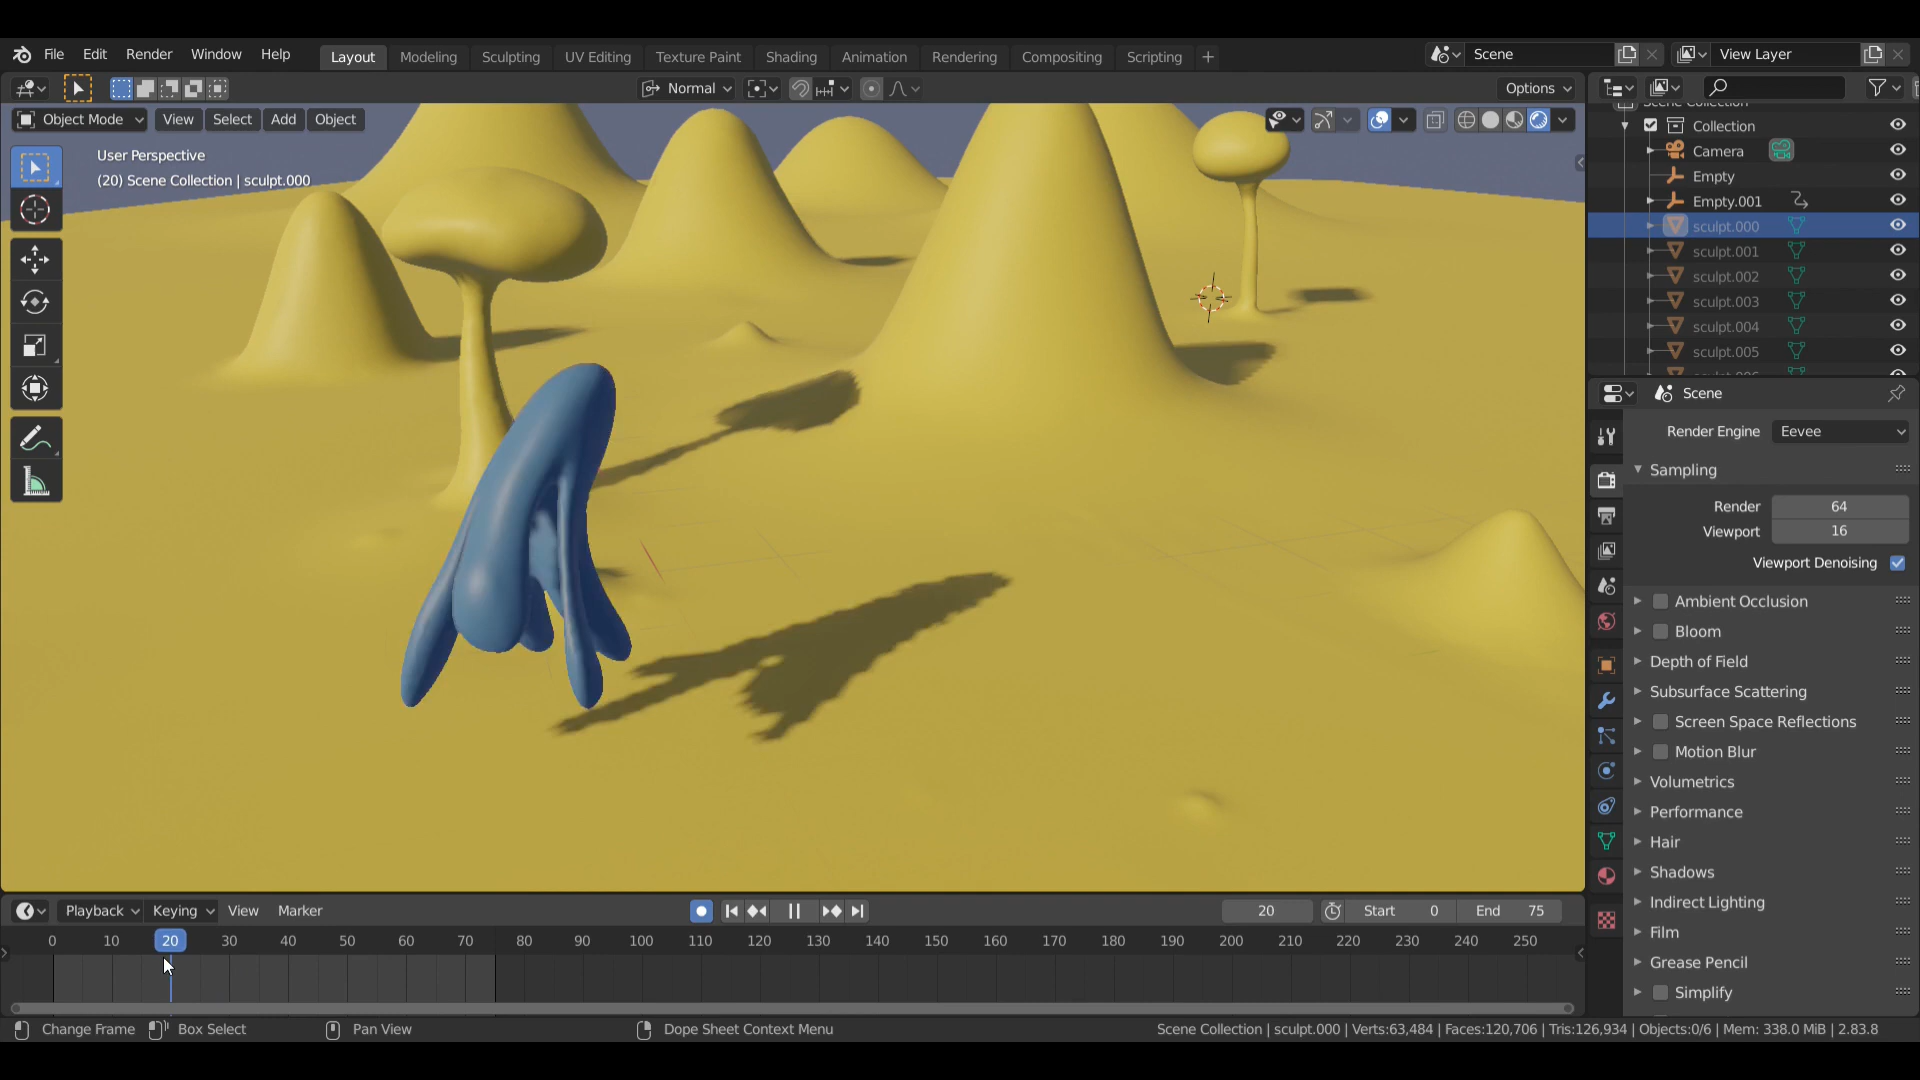 File Edit Render Window Help Layout Modeling Sculpting UV Editing Texture Paint Shading Animation Rendering Compositing Scripting + Scene View Layer
Normal Options
Object Mode View Select Add Object
User Perspective
(20) Scene Collection | sculpt.000
Scene Collection
Collection
Camera
Empty
Empty.001
sculpt.000
sculpt.001
sculpt.002
sculpt.003
sculpt.004
sculpt.005
Scene
Render Engine Eevee
Sampling
Render 64
Viewport 16
Viewport Denoising
Ambient Occlusion
Bloom
Depth of Field
Subsurface Scattering
Screen Space Reflections
Motion Blur
Volumetrics
Performance
Hair
Shadows
Indirect Lighting
Film
Grease Pencil
Simplify
Playback Keying View Marker 20 Start 0 End 75
0 10 20 30 40 50 60 70 80 90 100 110 120 130 140 150 160 170 180 190 200 210 220 230 240 250
Change Frame Box Select Pan View Dope Sheet Context Menu Scene Collection | sculpt.000 | Verts:63,484 | Faces:120,706 | Tris:126,934 | Objects:0/6 | Mem: 338.0 MiB | 2.83.8